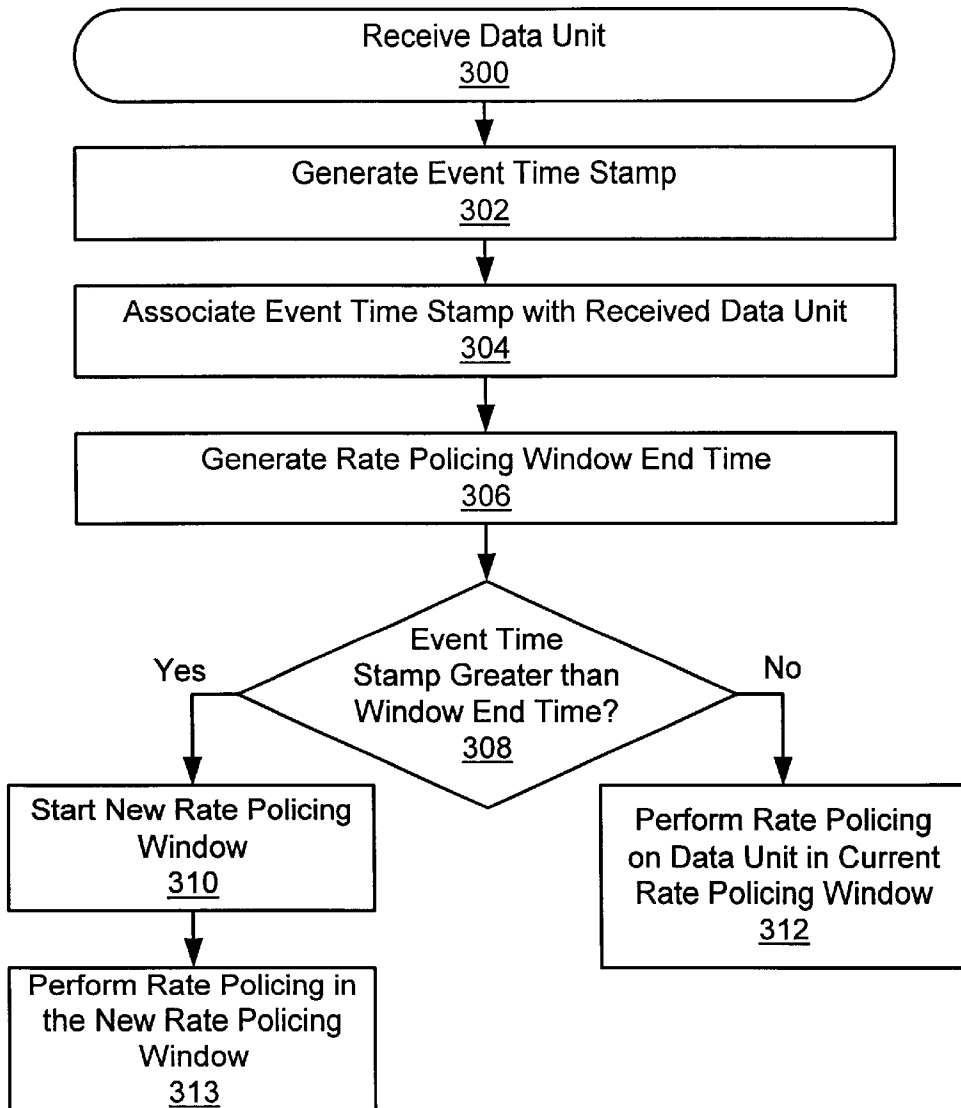 Receive Data Unit
300
Generate Event Time Stamp
302
Associate Event Time Stamp with Received Data Unit
304
Generate Rate Policing Window End Time
306
Event Time
Stamp Greater than
Window End Time?
308
Yes
No
Start New Rate Policing
Window
310
Perform Rate Policing
on Data Unit in Current
Rate Policing Window
312
Perform Rate Policing in
the New Rate Policing
Window
313